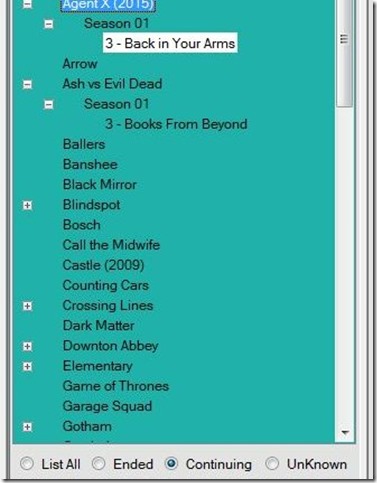 Agent X (2015)
Season 01
3 - Back in Your Arms
Arrow
Ash vs Evil Dead
Season 01
3 - Books From Beyond
Ballers
Banshee
Black Mirror
Blindspot
Bosch
Call the Midwife
Castle (2009)
Counting Cars
Crossing Lines
Dark Matter
Downton Abbey
Elementary
Game of Thrones
Garage Squad
Gotham
List All Ended Continuing UnKnown